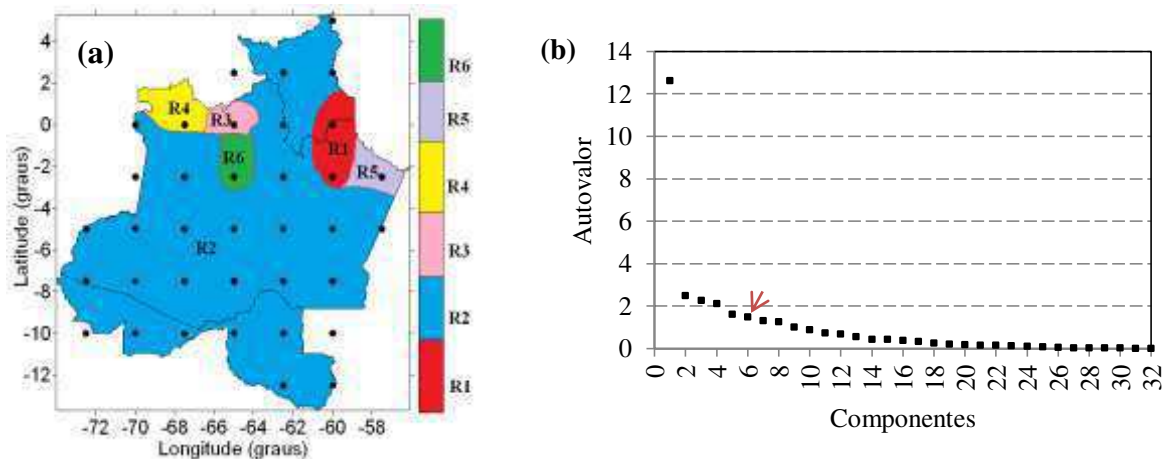 (a)
4
2
0
-2
-4
-6
-8
-10
-12
Latitude (graus)
-72 -70 -68 -66 -64 -62 -60 -58
Longitude (graus)
R4
R3
R1
R6
R5
R2
R6
R5
R4
R3
R2
R1
(b)
14
12
10
8
6
4
2
0
Autovalor
0 2 4 6 8 10 12 14 16 18 20 22 24 26 28 30 32
Componentes